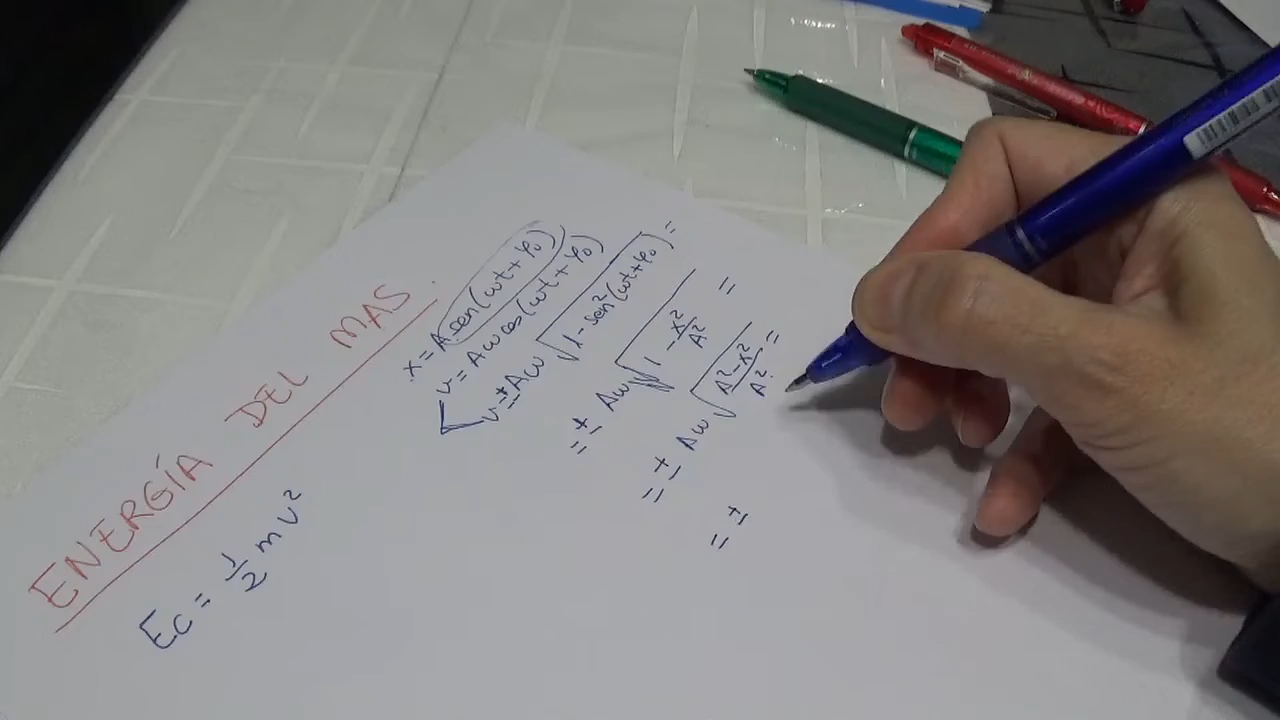 ENERGÍA DEL MAS.
Ec = 1/2 m v²
x = A sen(ωt + φ₀)
v = Aω cos(ωt + φ₀)
v = ± Aω √(1 - sen²(ωt + φ₀)) =
= ± Aω √(1 - x²/A²) =
= ± Aω √((A² - x²)/A²) =
= ±